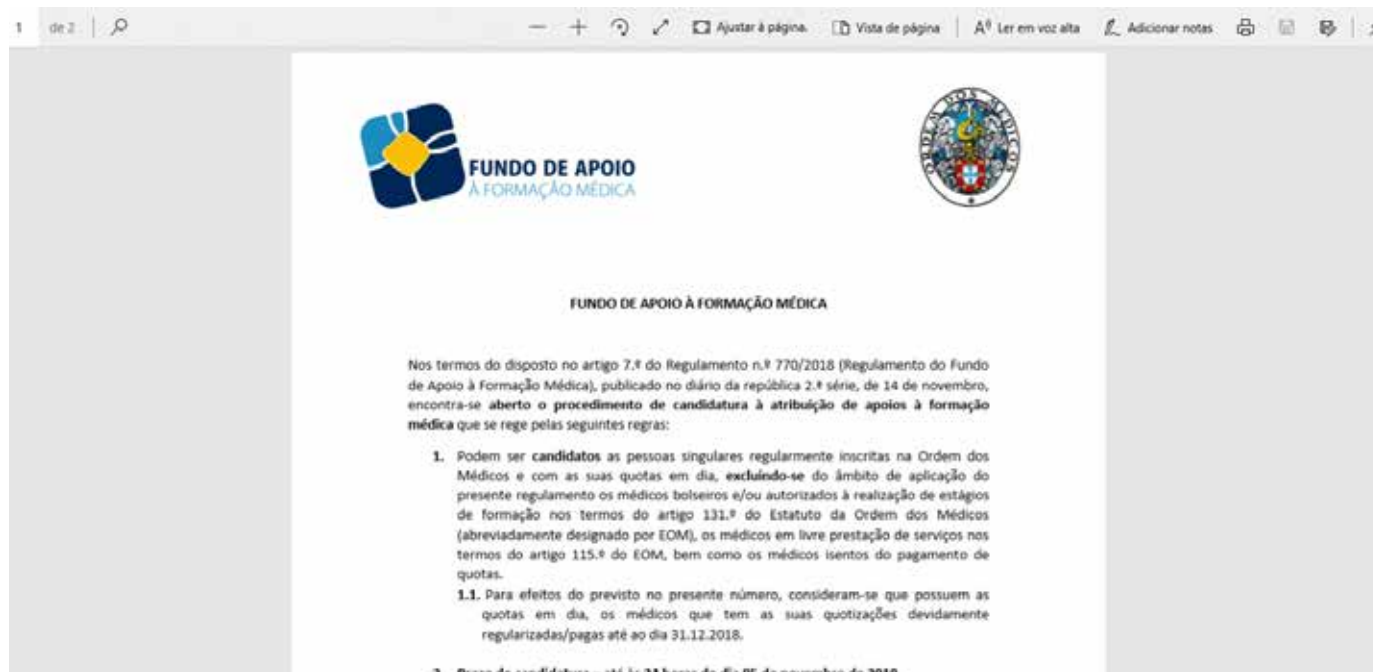 1 de 2 Ajustar à página. Vista de página Ler em voz alta Adicionar notas
FUNDO DE APOIO
À FORMAÇÃO MÉDICA
ORDEM DOS MÉDICOS
FUNDO DE APOIO À FORMAÇÃO MÉDICA
Nos termos do disposto no artigo 7.º do Regulamento n.º 770/2018 (Regulamento do Fundo
de Apoio à Formação Médica), publicado no diário da república 2.ª série, de 14 de novembro,
encontra-se aberto o procedimento de candidatura à atribuição de apoios à formação
médica que se rege pelas seguintes regras:
1. Podem ser candidatos as pessoas singulares regularmente inscritas na Ordem dos
Médicos e com as suas quotas em dia, excluindo-se do âmbito de aplicação do
presente regulamento os médicos bolseiros e/ou autorizados à realização de estágios
de formação nos termos do artigo 131.º do Estatuto da Ordem dos Médicos
(abreviadamente designado por EOM), os médicos em livre prestação de serviços nos
termos do artigo 115.º do EOM, bem como os médicos isentos do pagamento de
quotas.
1.1. Para efeitos do previsto no presente número, consideram-se que possuem as
quotas em dia, os médicos que tem as suas quotizações devidamente
regularizadas/pagas até ao dia 31.12.2018.